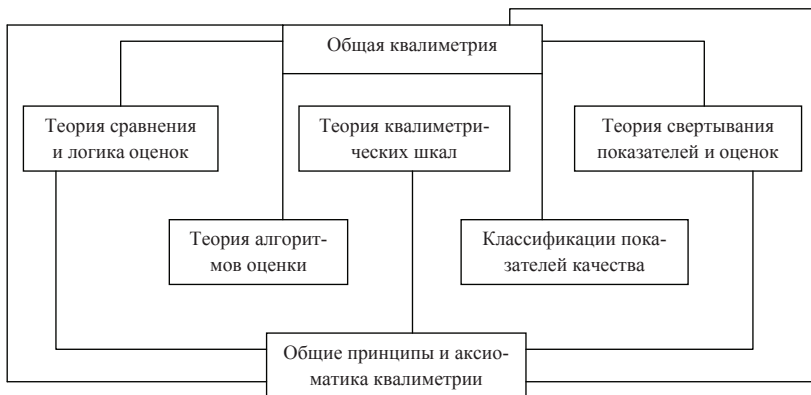 Общая квалиметрия
Теория сравнения
и логика оценок
Теория квалиметри-
ческих шкал
Теория свертывания
показателей и оценок
Теория алгорит-
мов оценки
Классификации пока-
зателей качества
Общие принципы и аксио-
матика квалиметрии